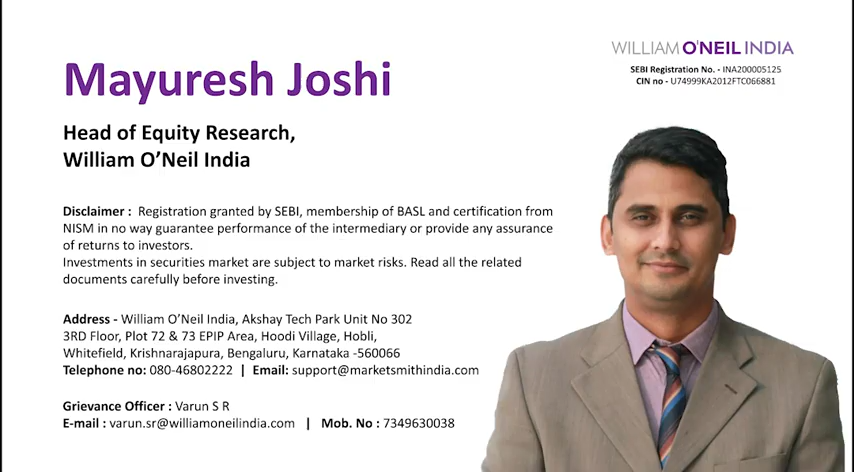 WILLIAM O'NEIL INDIA
SEBI Registration No. - INA200005125
CIN no - U74999KA2012FTC066881
Mayuresh Joshi
Head of Equity Research,
William O'Neil India
Disclaimer : Registration granted by SEBI, membership of BASL and certification from
NISM in no way guarantee performance of the intermediary or provide any assurance
of returns to investors.
Investments in securities market are subject to market risks. Read all the related
documents carefully before investing.
Address - William O'Neil India, Akshay Tech Park Unit No 302
3RD Floor, Plot 72 & 73 EPIP Area, Hoodi Village, Hobli,
Whitefield, Krishnarajapura, Bengaluru, Karnataka -560066
Telephone no: 080-46802222 | Email: support@marketsmithindia.com
Grievance Officer : Varun S R
E-mail : varun.sr@williamoneilindia.com | Mob. No : 7349630038